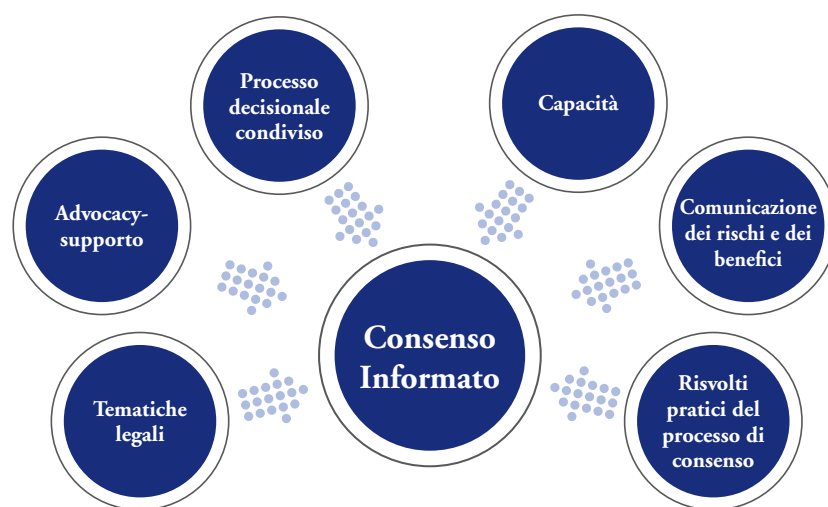 Processo
decisionale
condiviso
Capacità
Advocacy-
supporto
Comunicazione
dei rischi e dei
benefici
Consenso
Informato
Tematiche
legali
Risvolti
pratici del
processo di
consenso